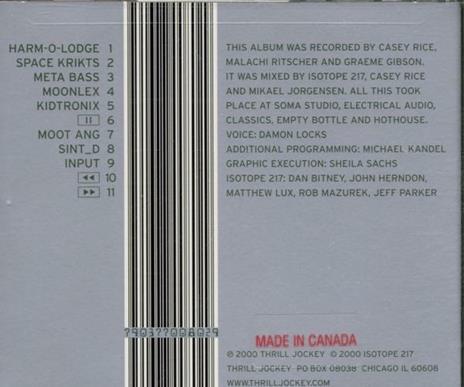 HARM-O-LODGE 1
SPACE KRIKTS 2
META BASS 3
MOONLEX 4
KIDTRONIX 5
6
MOOT ANG 7
SINT_D 8
INPUT 9
10
11
THIS ALBUM WAS RECORDED BY CASEY RICE,
MALACHI RITSCHER AND GRAEME GIBSON.
IT WAS MIXED BY ISOTOPE 217, CASEY RICE
AND MIKAEL JORGENSEN. ALL THIS TOOK
PLACE AT SOMA STUDIO, ELECTRICAL AUDIO,
CLASSICS, EMPTY BOTTLE AND HOTHOUSE.
VOICE: DAMON LOCKS
ADDITIONAL PROGRAMMING: MICHAEL KANDEL
GRAPHIC EXECUTION: SHEILA SACHS
ISOTOPE 217: DAN BITNEY, JOHN HERNDON,
MATTHEW LUX, ROB MAZUREK, JEFF PARKER
790377008029
MADE IN CANADA
℗ 2000 THRILL JOCKEY © 2000 ISOTOPE 217
THRILL JOCKEY PO BOX 08038 CHICAGO IL 60608
WWW.THRILLJOCKEY.COM